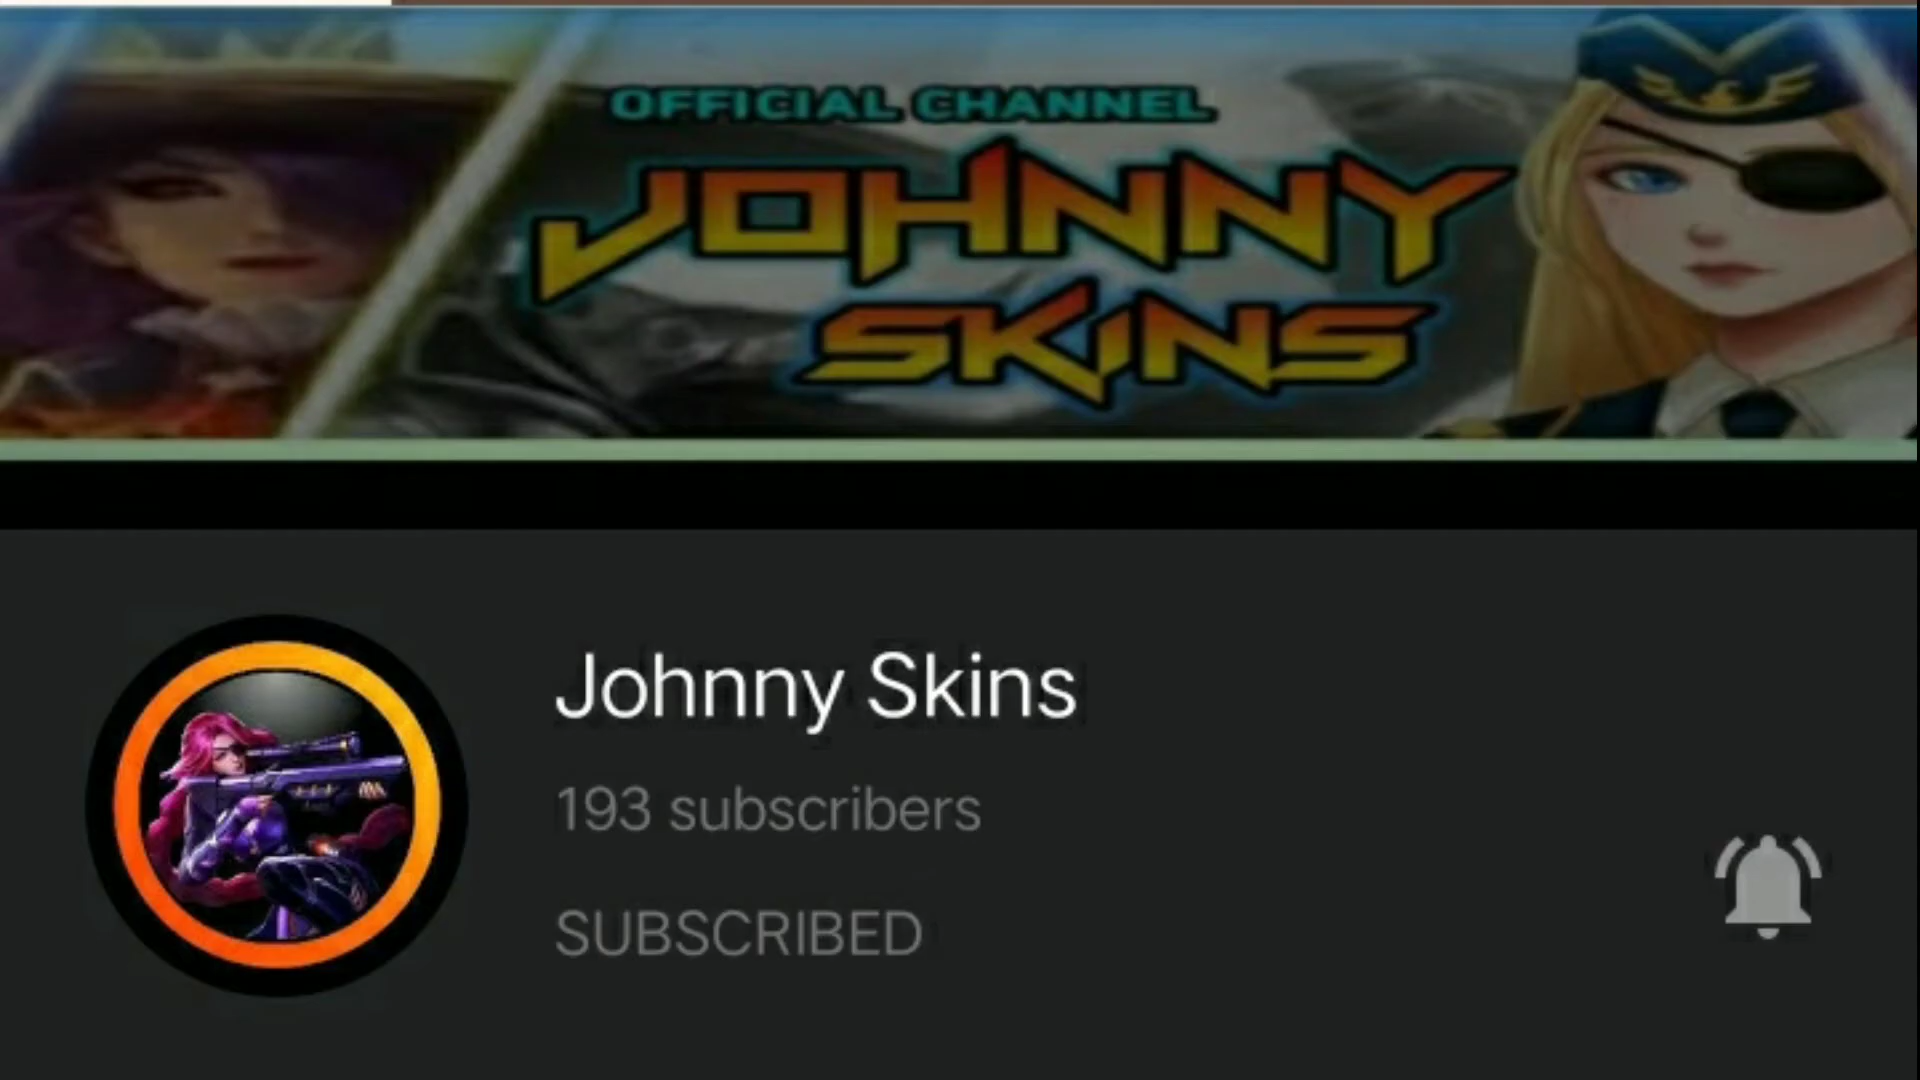 OFFICIAL CHANNEL
JOHNNY
SKINS
Johnny Skins
193 subscribers
SUBSCRIBED